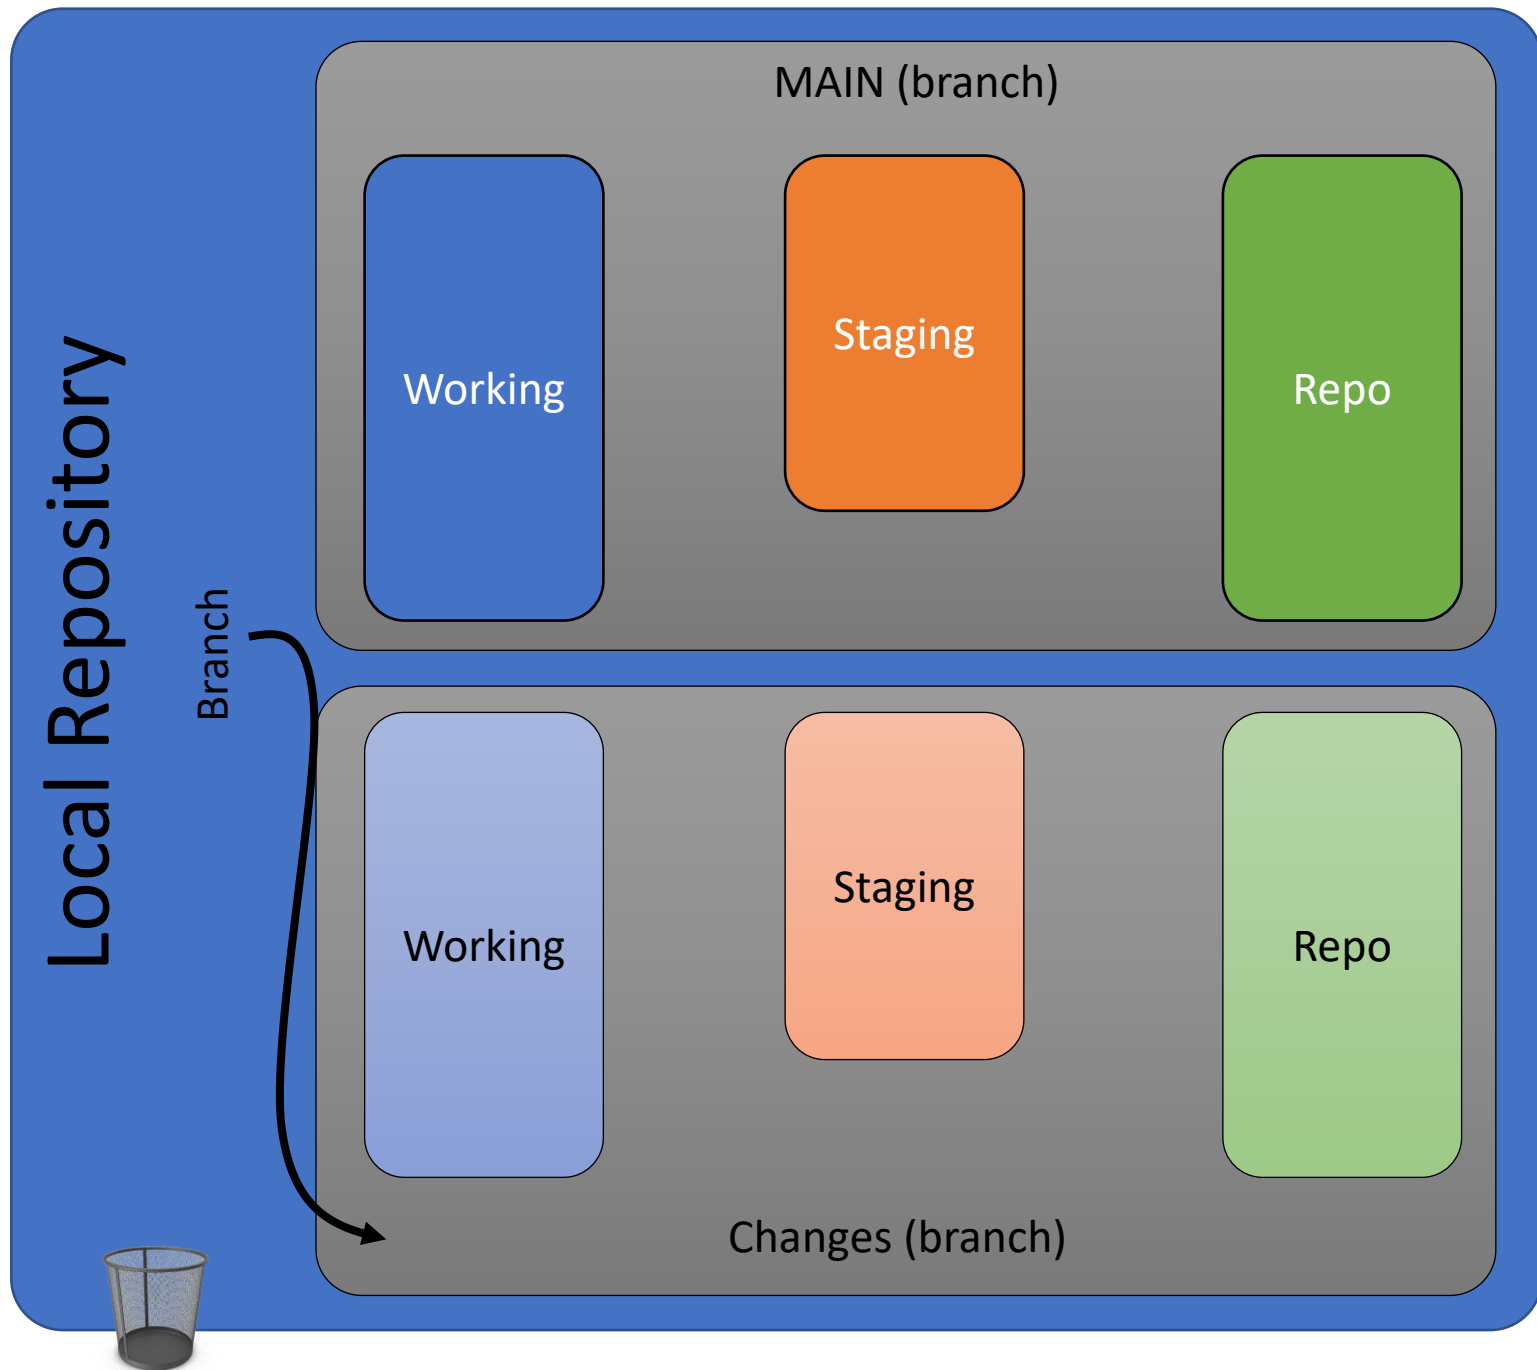 Local Repository
Branch
MAIN (branch)
Working
Staging
Repo
Working
Staging
Repo
Changes (branch)